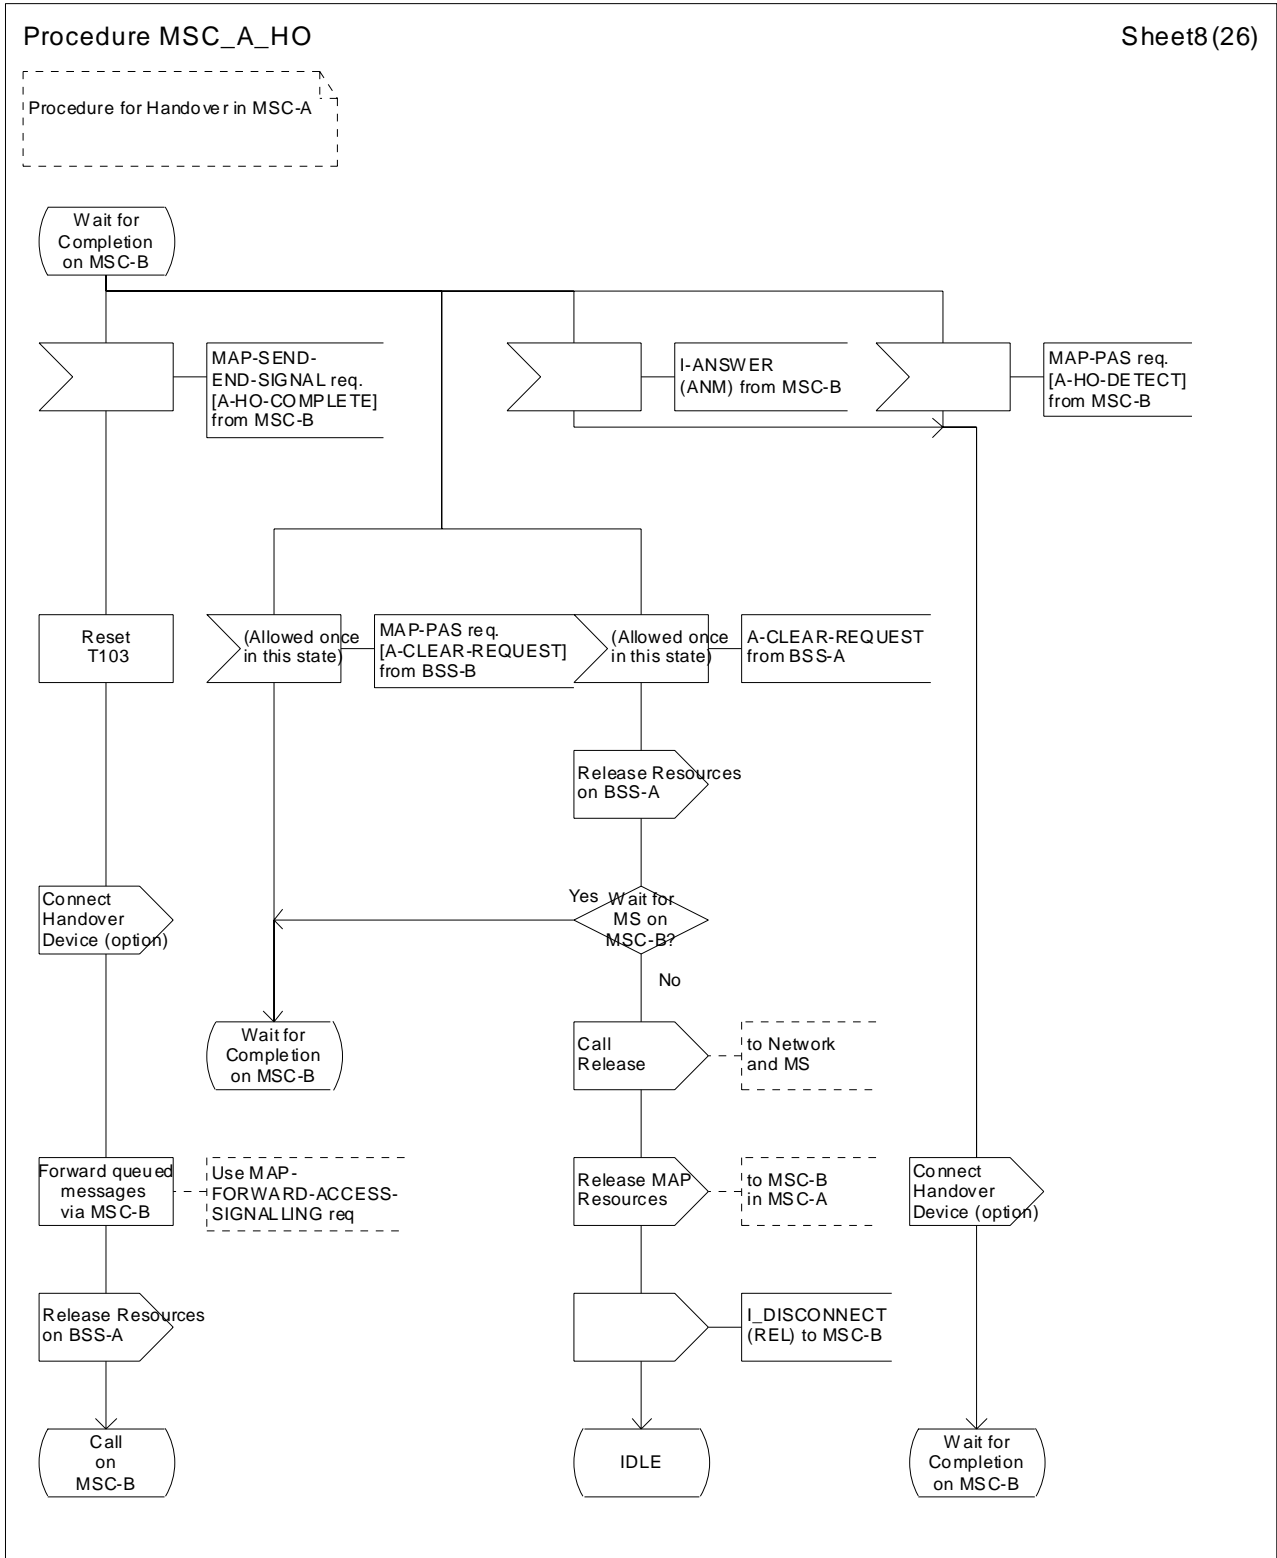 Procedure MSC_A_HO
Sheet8(26)
Procedure for Handover in MSC-A
Wait for
Completion
on MSC-B
MAP-SEND-
END-SIGNAL req.
[A-HO-COMPLETE]
from MSC-B
I-ANSWER
(ANM) from MSC-B
MAP-PAS req.
[A-HO-DETECT]
from MSC-B
Reset
T103
(Allowed once
in this state)
MAP-PAS req.
[A-CLEAR-REQUEST]
from BSS-B
(Allowed once
in this state)
A-CLEAR-REQUEST
from BSS-A
Release Resources
on BSS-A
Connect
Handover
Device (option)
Yes
Wait for
MS on
MSC-B?
No
Wait for
Completion
on MSC-B
Call
Release
to Network
and MS
Forward queued
messages
via MSC-B
Use MAP-
FORWARD-ACCESS-
SIGNALLING req
Release MAP
Resources
to MSC-B
in MSC-A
Connect
Handover
Device (option)
Release Resources
on BSS-A
I_DISCONNECT
(REL) to MSC-B
Call
on
MSC-B
IDLE
Wait for
Completion
on MSC-B